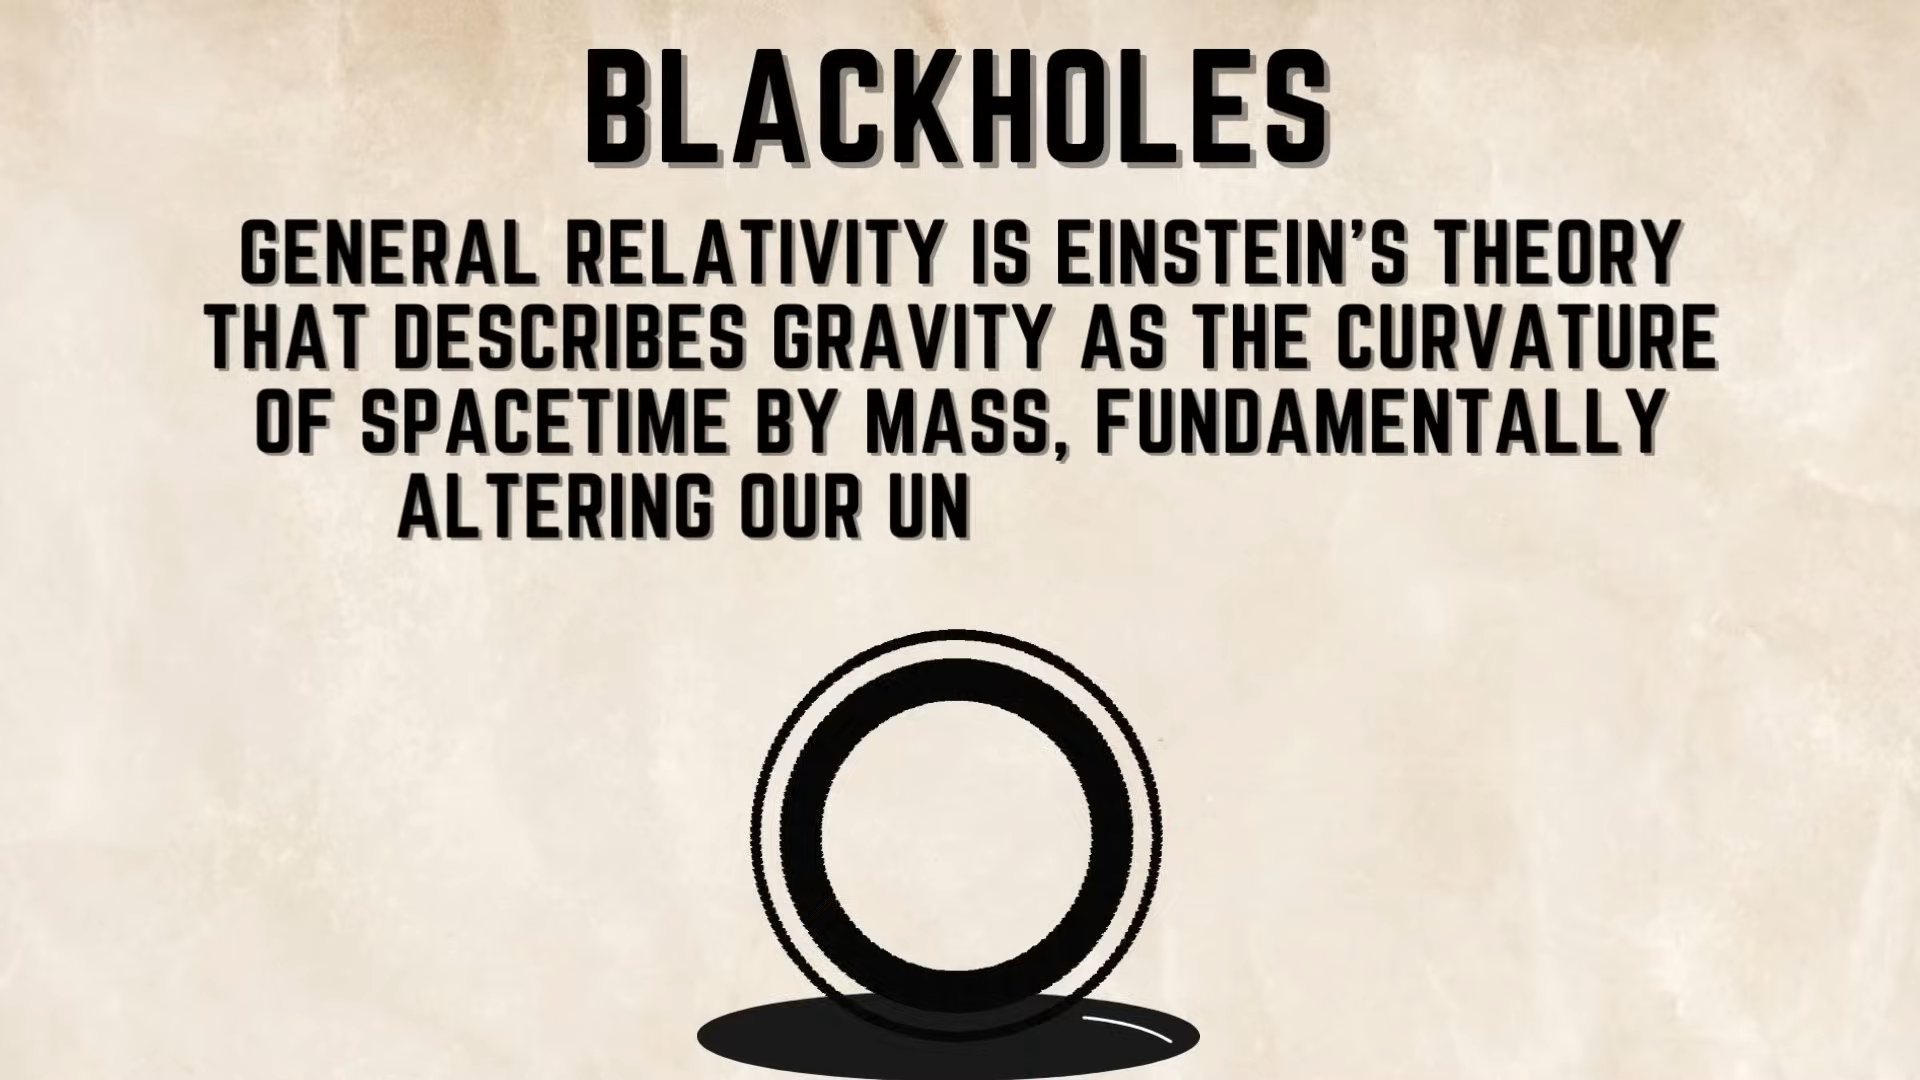 BLACKHOLES
GENERAL RELATIVITY IS EINSTEIN’S THEORY
THAT DESCRIBES GRAVITY AS THE CURVATURE
OF SPACETIME BY MASS, FUNDAMENTALLY
ALTERING OUR UN